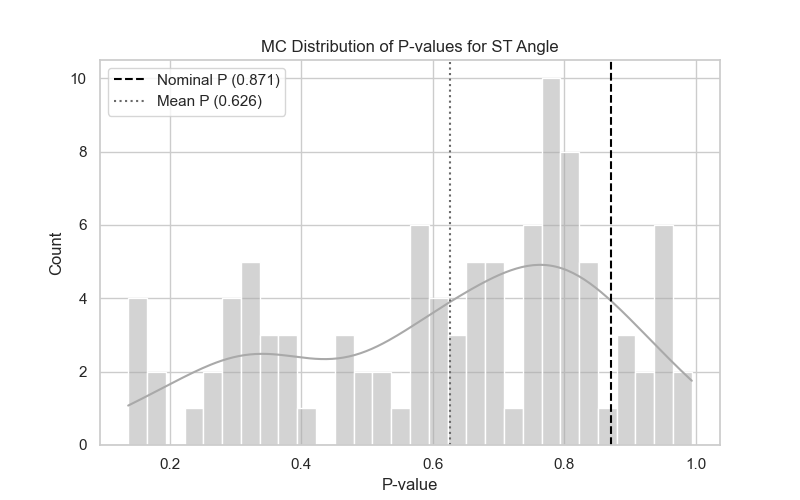 MC Distribution of P-values for ST Angle
Nominal P (0.871)
Mean P (0.626)
10
8
6
4
2
0
Count
0.2 0.4 0.6 0.8 1.0
P-value